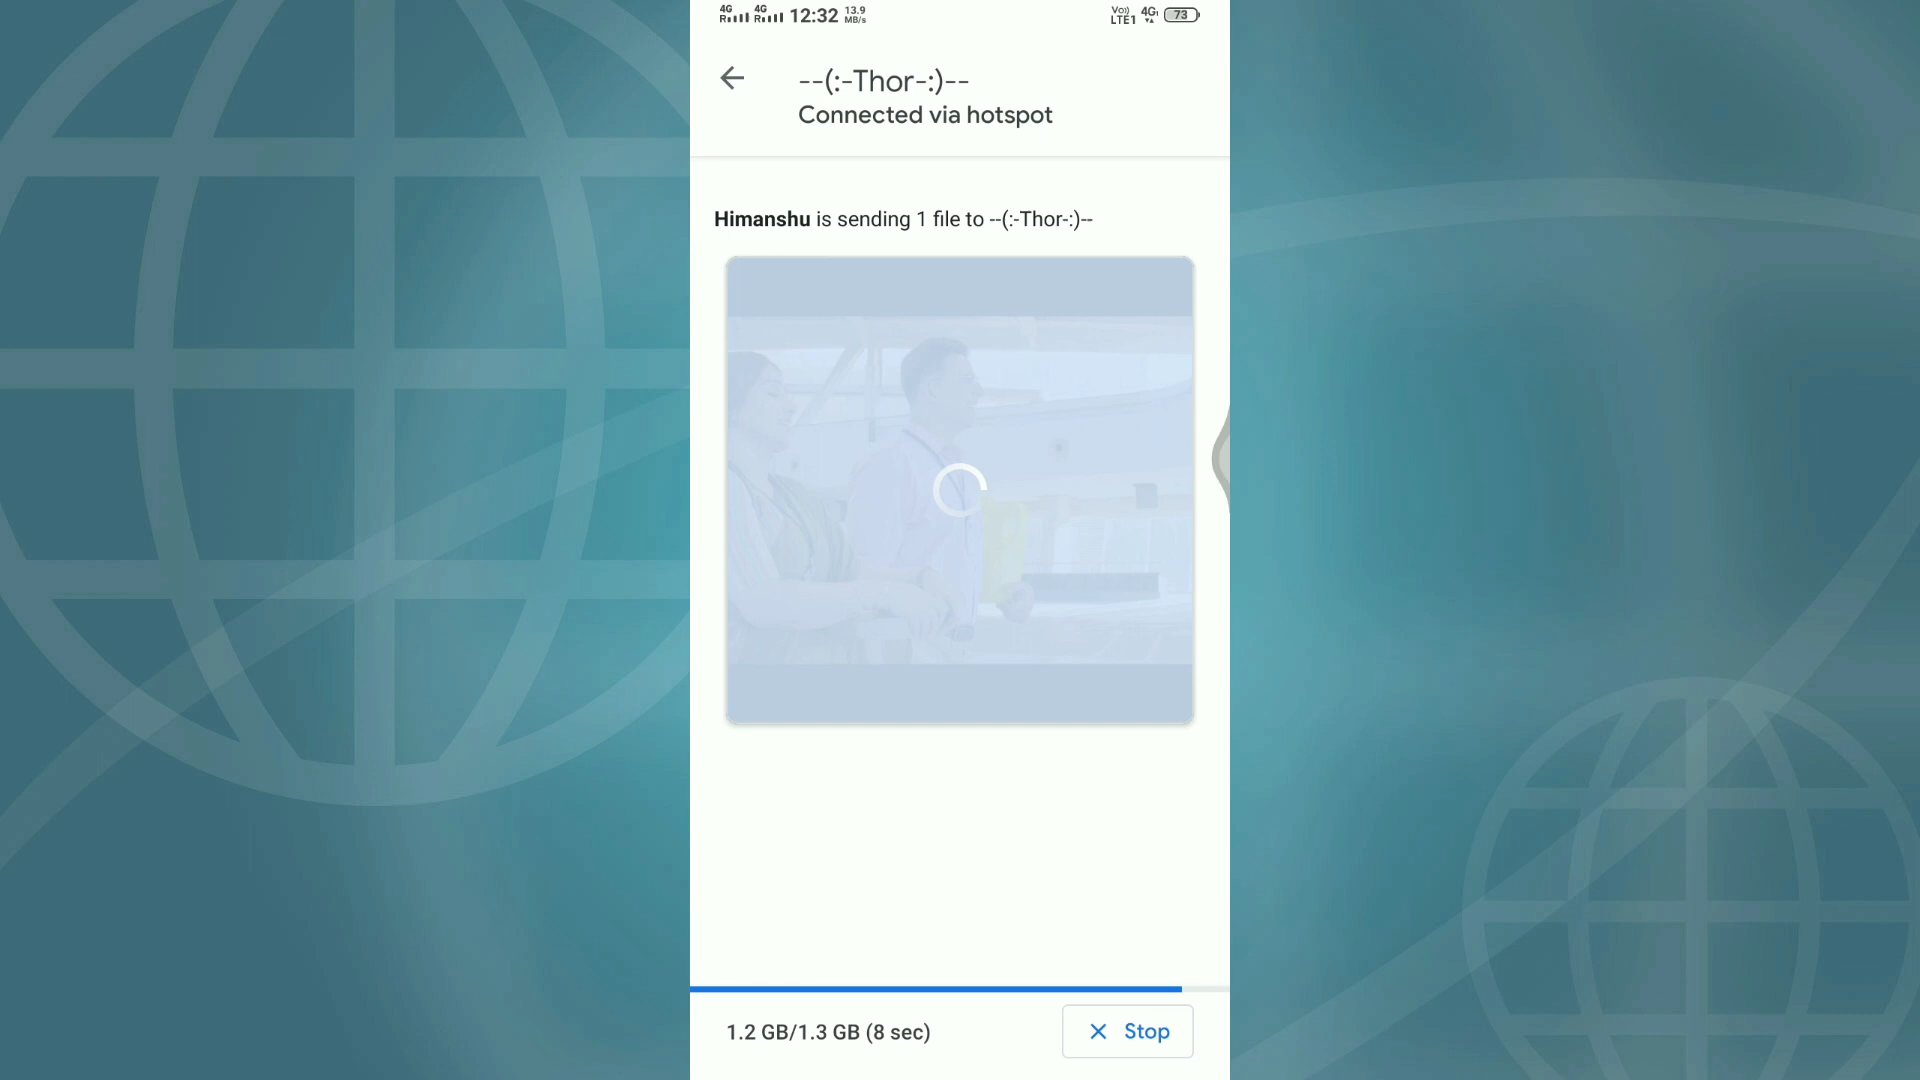 4G 4G 12:32 13.9 MB/s Vo)) LTE1 4G 73
--(:-Thor-:)--
Connected via hotspot
Himanshu is sending 1 file to --(:-Thor-:)--
1.2 GB/1.3 GB (8 sec)
Stop